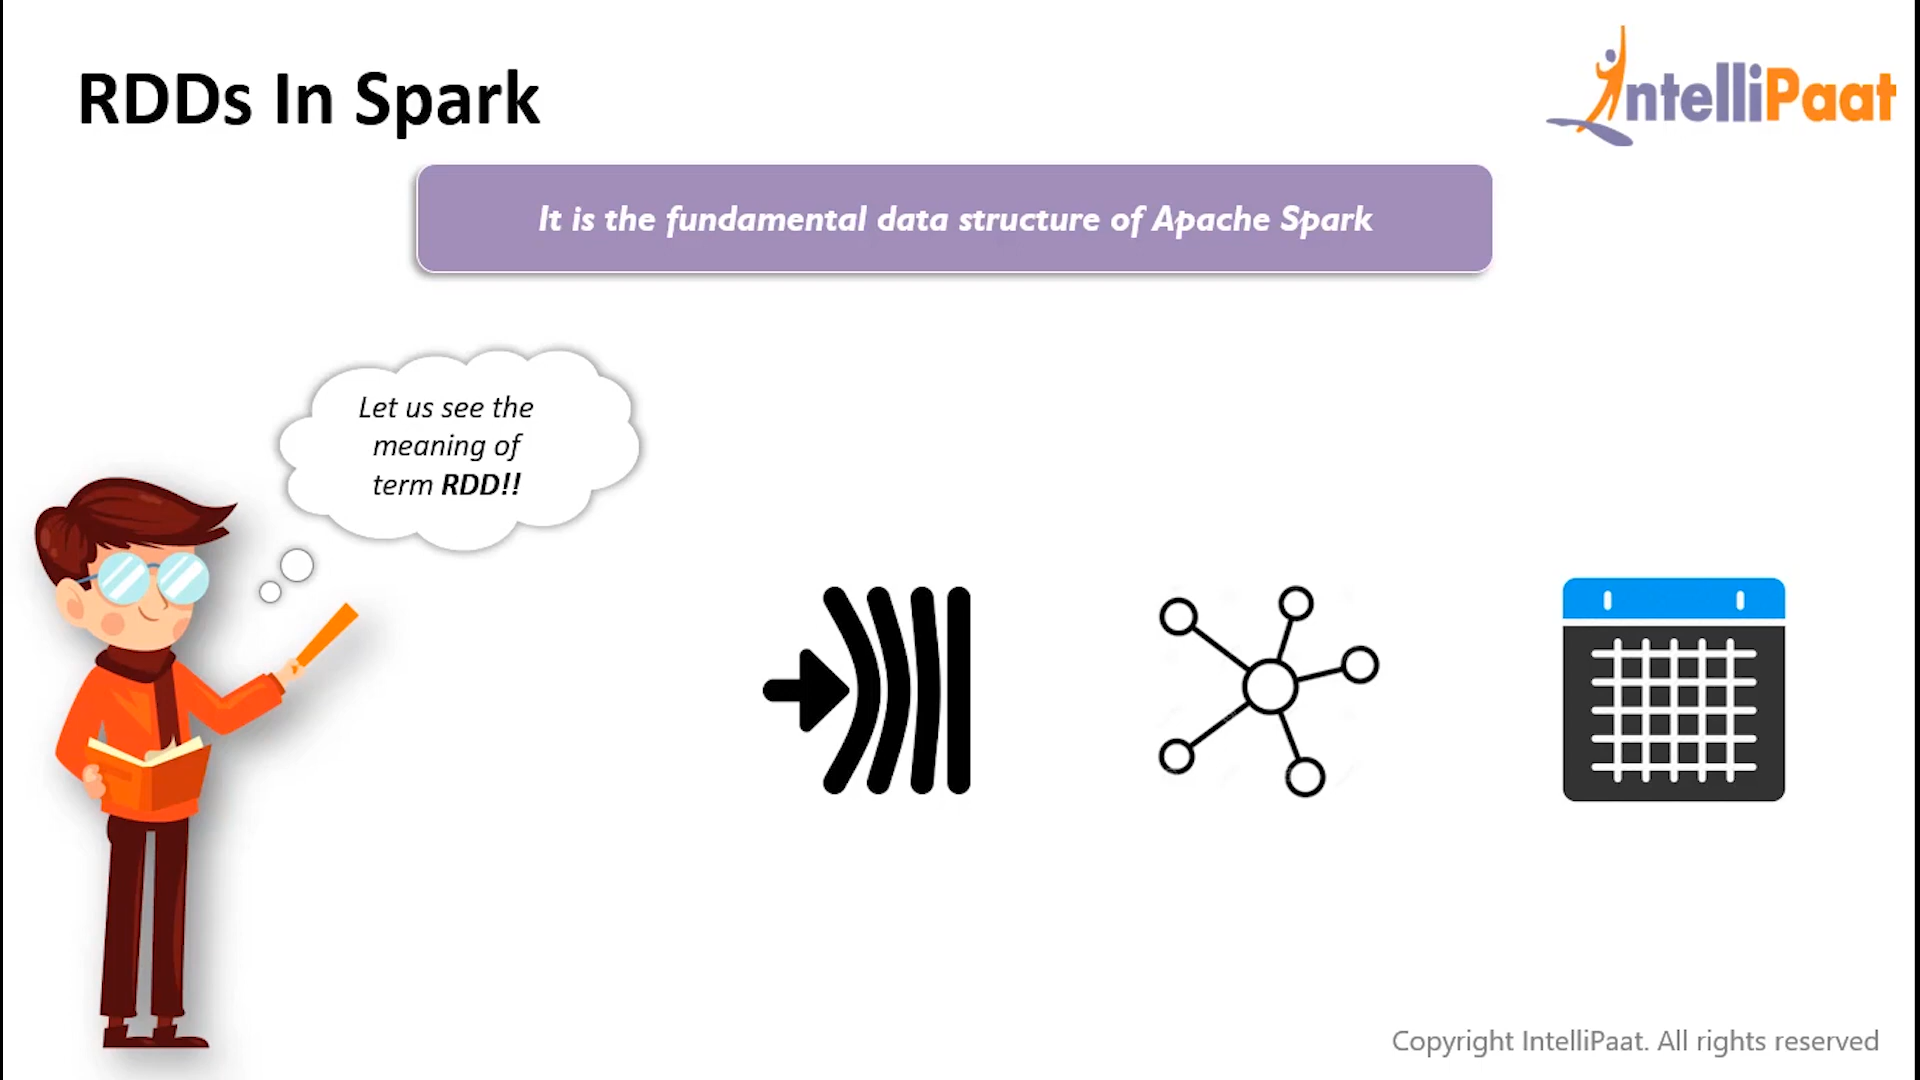 RDDs In Spark
IntelliPaat
It is the fundamental data structure of Apache Spark
Let us see the
meaning of
term RDD!!
Copyright IntelliPaat. All rights reserved